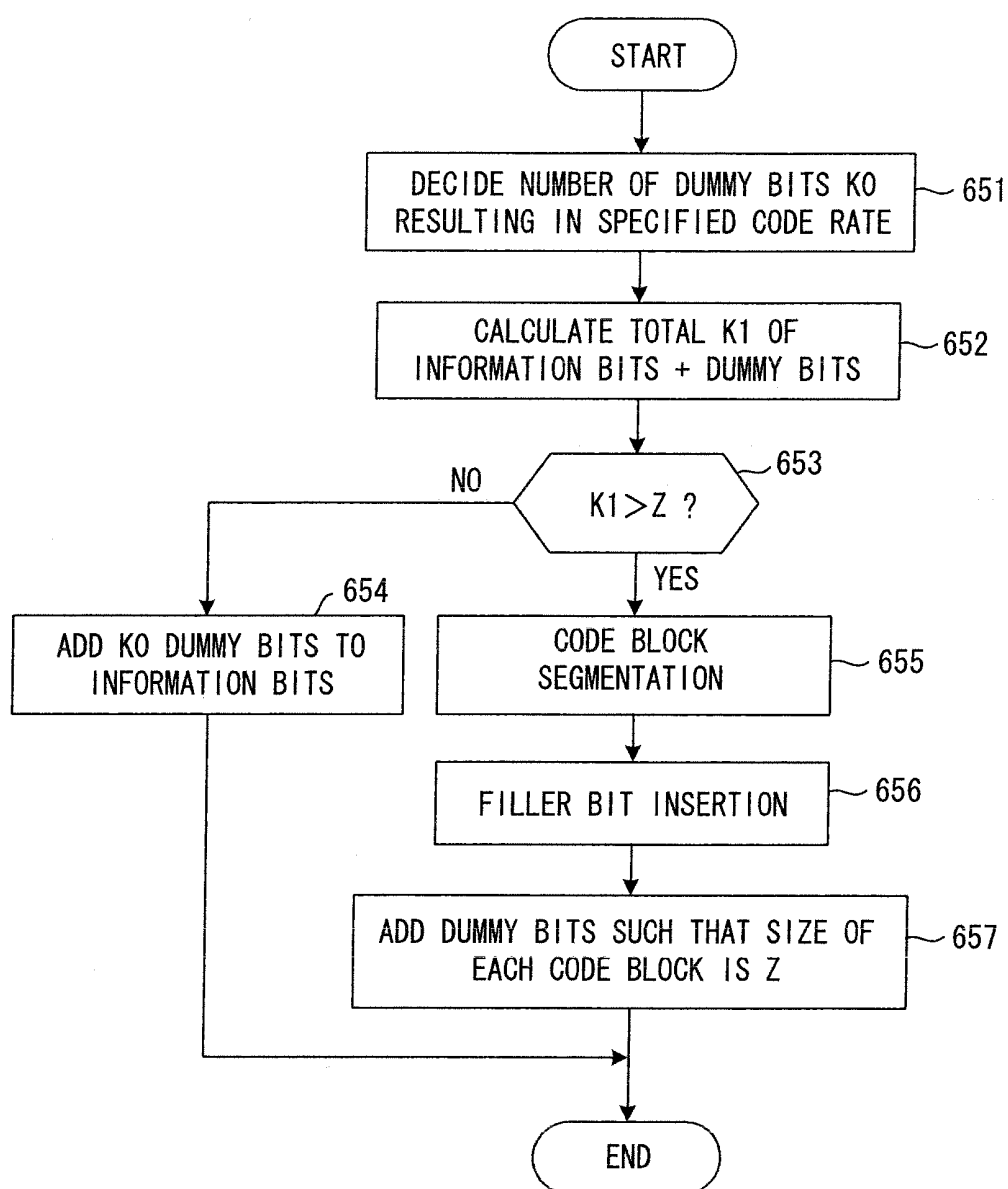 START
DECIDE NUMBER OF DUMMY BITS K0
RESULTING IN SPECIFIED CODE RATE
651
CALCULATE TOTAL K1 OF
INFORMATION BITS + DUMMY BITS
652
653
K1>Z ?
NO
YES
654
ADD K0 DUMMY BITS TO
INFORMATION BITS
CODE BLOCK
SEGMENTATION
655
FILLER BIT INSERTION
656
ADD DUMMY BITS SUCH THAT SIZE OF
EACH CODE BLOCK IS Z
657
END